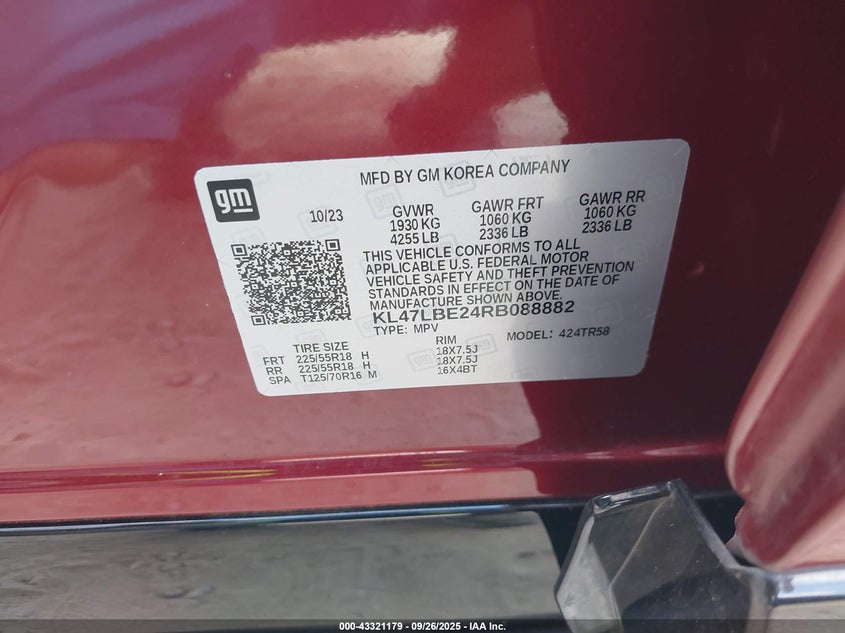 gm
MFD BY GM KOREA COMPANY
10/23
GVWR GAWR FRT GAWR RR
1930 KG 1060 KG 1060 KG
4255 LB 2336 LB 2336 LB
THIS VEHICLE CONFORMS TO ALL
APPLICABLE U.S. FEDERAL MOTOR
VEHICLE SAFETY AND THEFT PREVENTION
STANDARDS IN EFFECT ON THE DATE OF
MANUFACTURE SHOWN ABOVE.
KL47LBE24RB088882
TYPE: MPV MODEL: 424TR58
TIRE SIZE RIM
FRT 225/55R18 H 18X7.5J
RR 225/55R18 H 18X7.5J
SPA T125/70R16 M 16X4BT
000-43321179 - 09/26/2025 - IAA Inc.